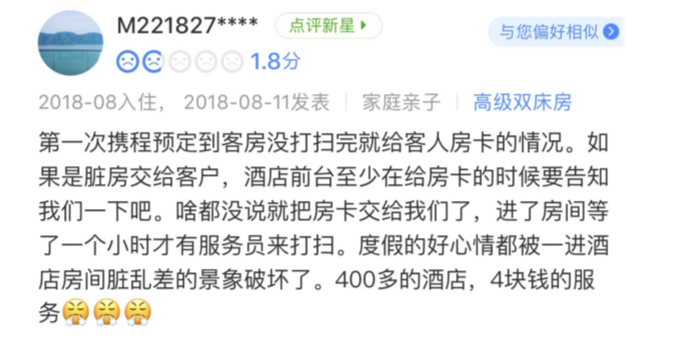 M221827****
点评新星
与您偏好相似
1.8分
2018-08入住， 2018-08-11发表 | 家庭亲子 | 高级双床房
第一次携程预定到客房没打扫完就给客人房卡的情况。如
果是脏房交给客户，酒店前台至少在给房卡的时候要告知
我们一下吧。啥都没说就把房卡交给我们了，进了房间等
了一个小时才有服务员来打扫。度假的好心情都被一进酒
店房间脏乱差的景象破坏了。400多的酒店，4块钱的服
务😤😤😤